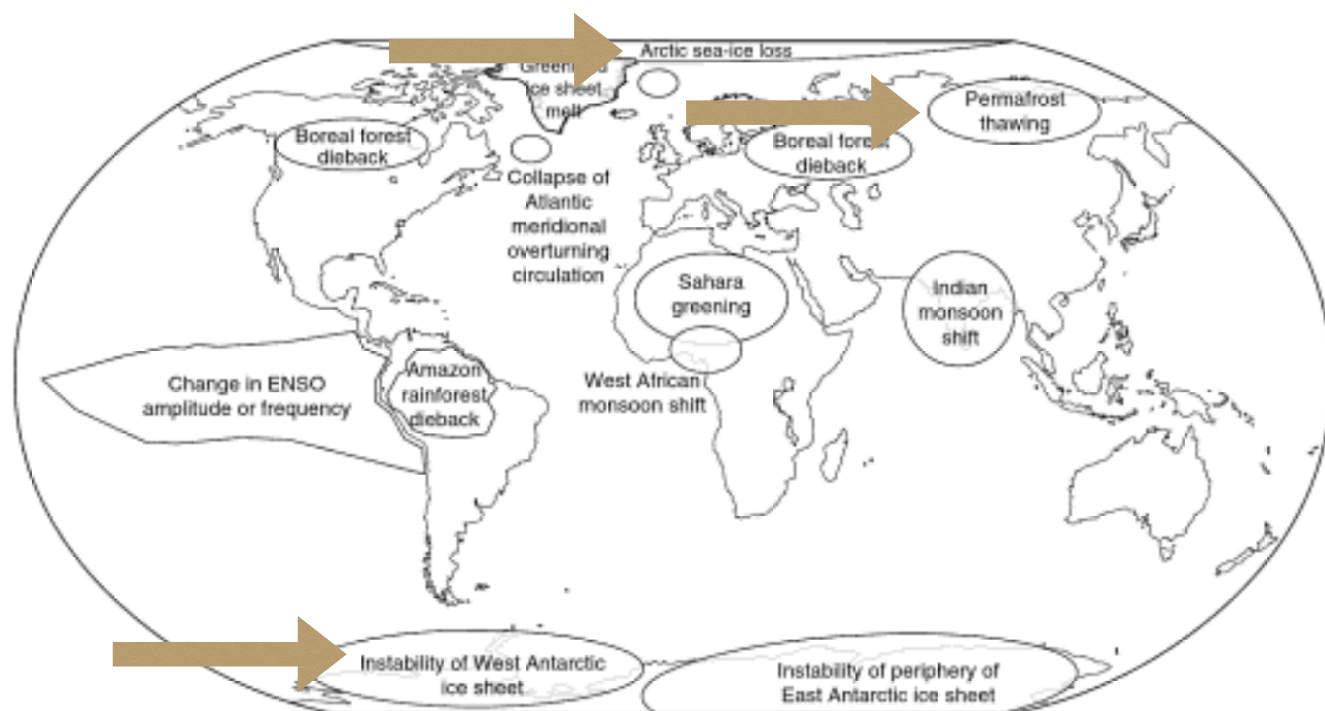 Arctic sea-ice loss
ice sheet
melt
Permafrost
thawing
Boreal forest
dieback
Boreal forest
dieback
Collapse of
Atlantic
meridional
overturning
circulation
Sahara
greening
Indian
monsoon
shift
Change in ENSO
amplitude or frequency
Amazon
rainforest
dieback
West African
monsoon shift
Instability of West Antarctic
ice sheet
Instability of periphery of
East Antarctic ice sheet